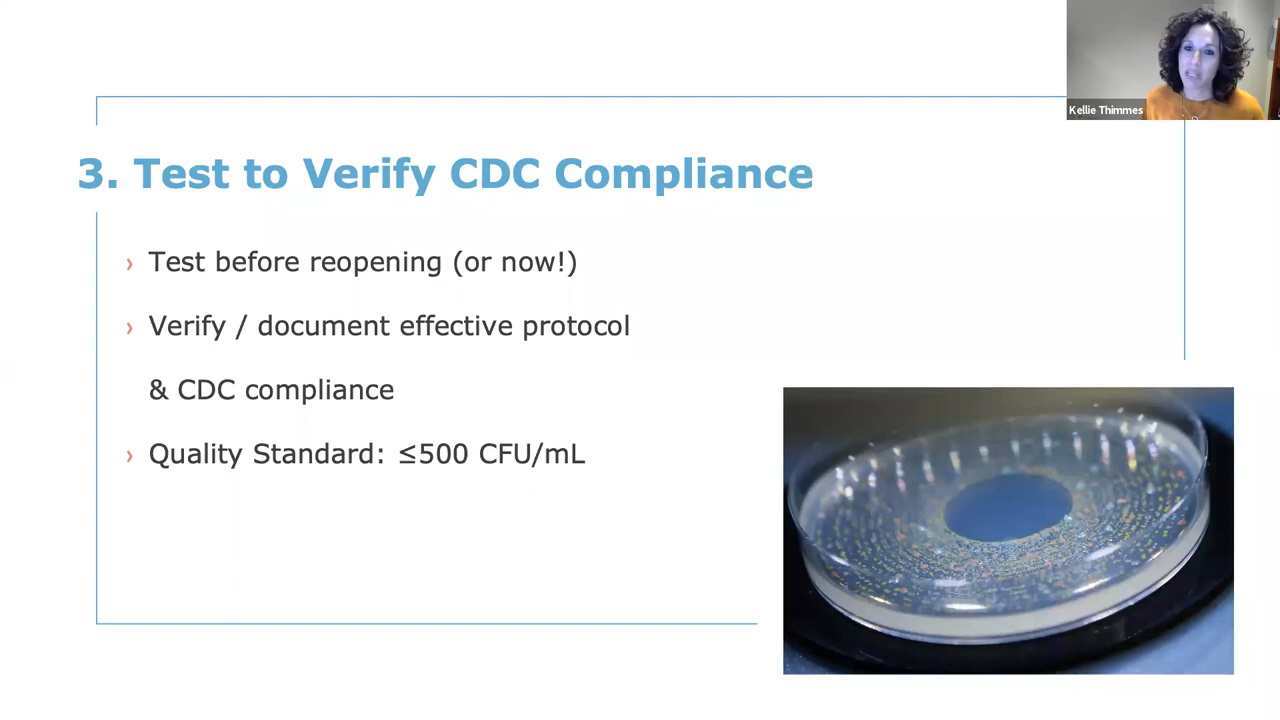 Kellie Thimmes
3. Test to Verify CDC Compliance
› Test before reopening (or now!)
› Verify / document effective protocol
& CDC compliance
› Quality Standard: ≤500 CFU/mL